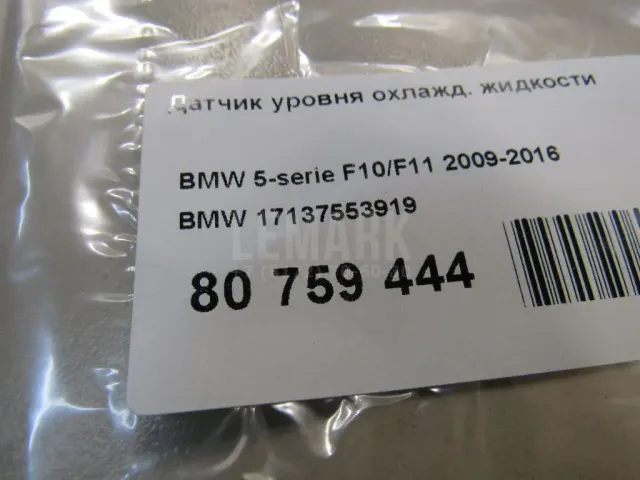 Датчик уровня охлажд. жидкости
BMW 5-serie F10/F11 2009-2016
BMW 17137553919
LEMARK
80 759 444